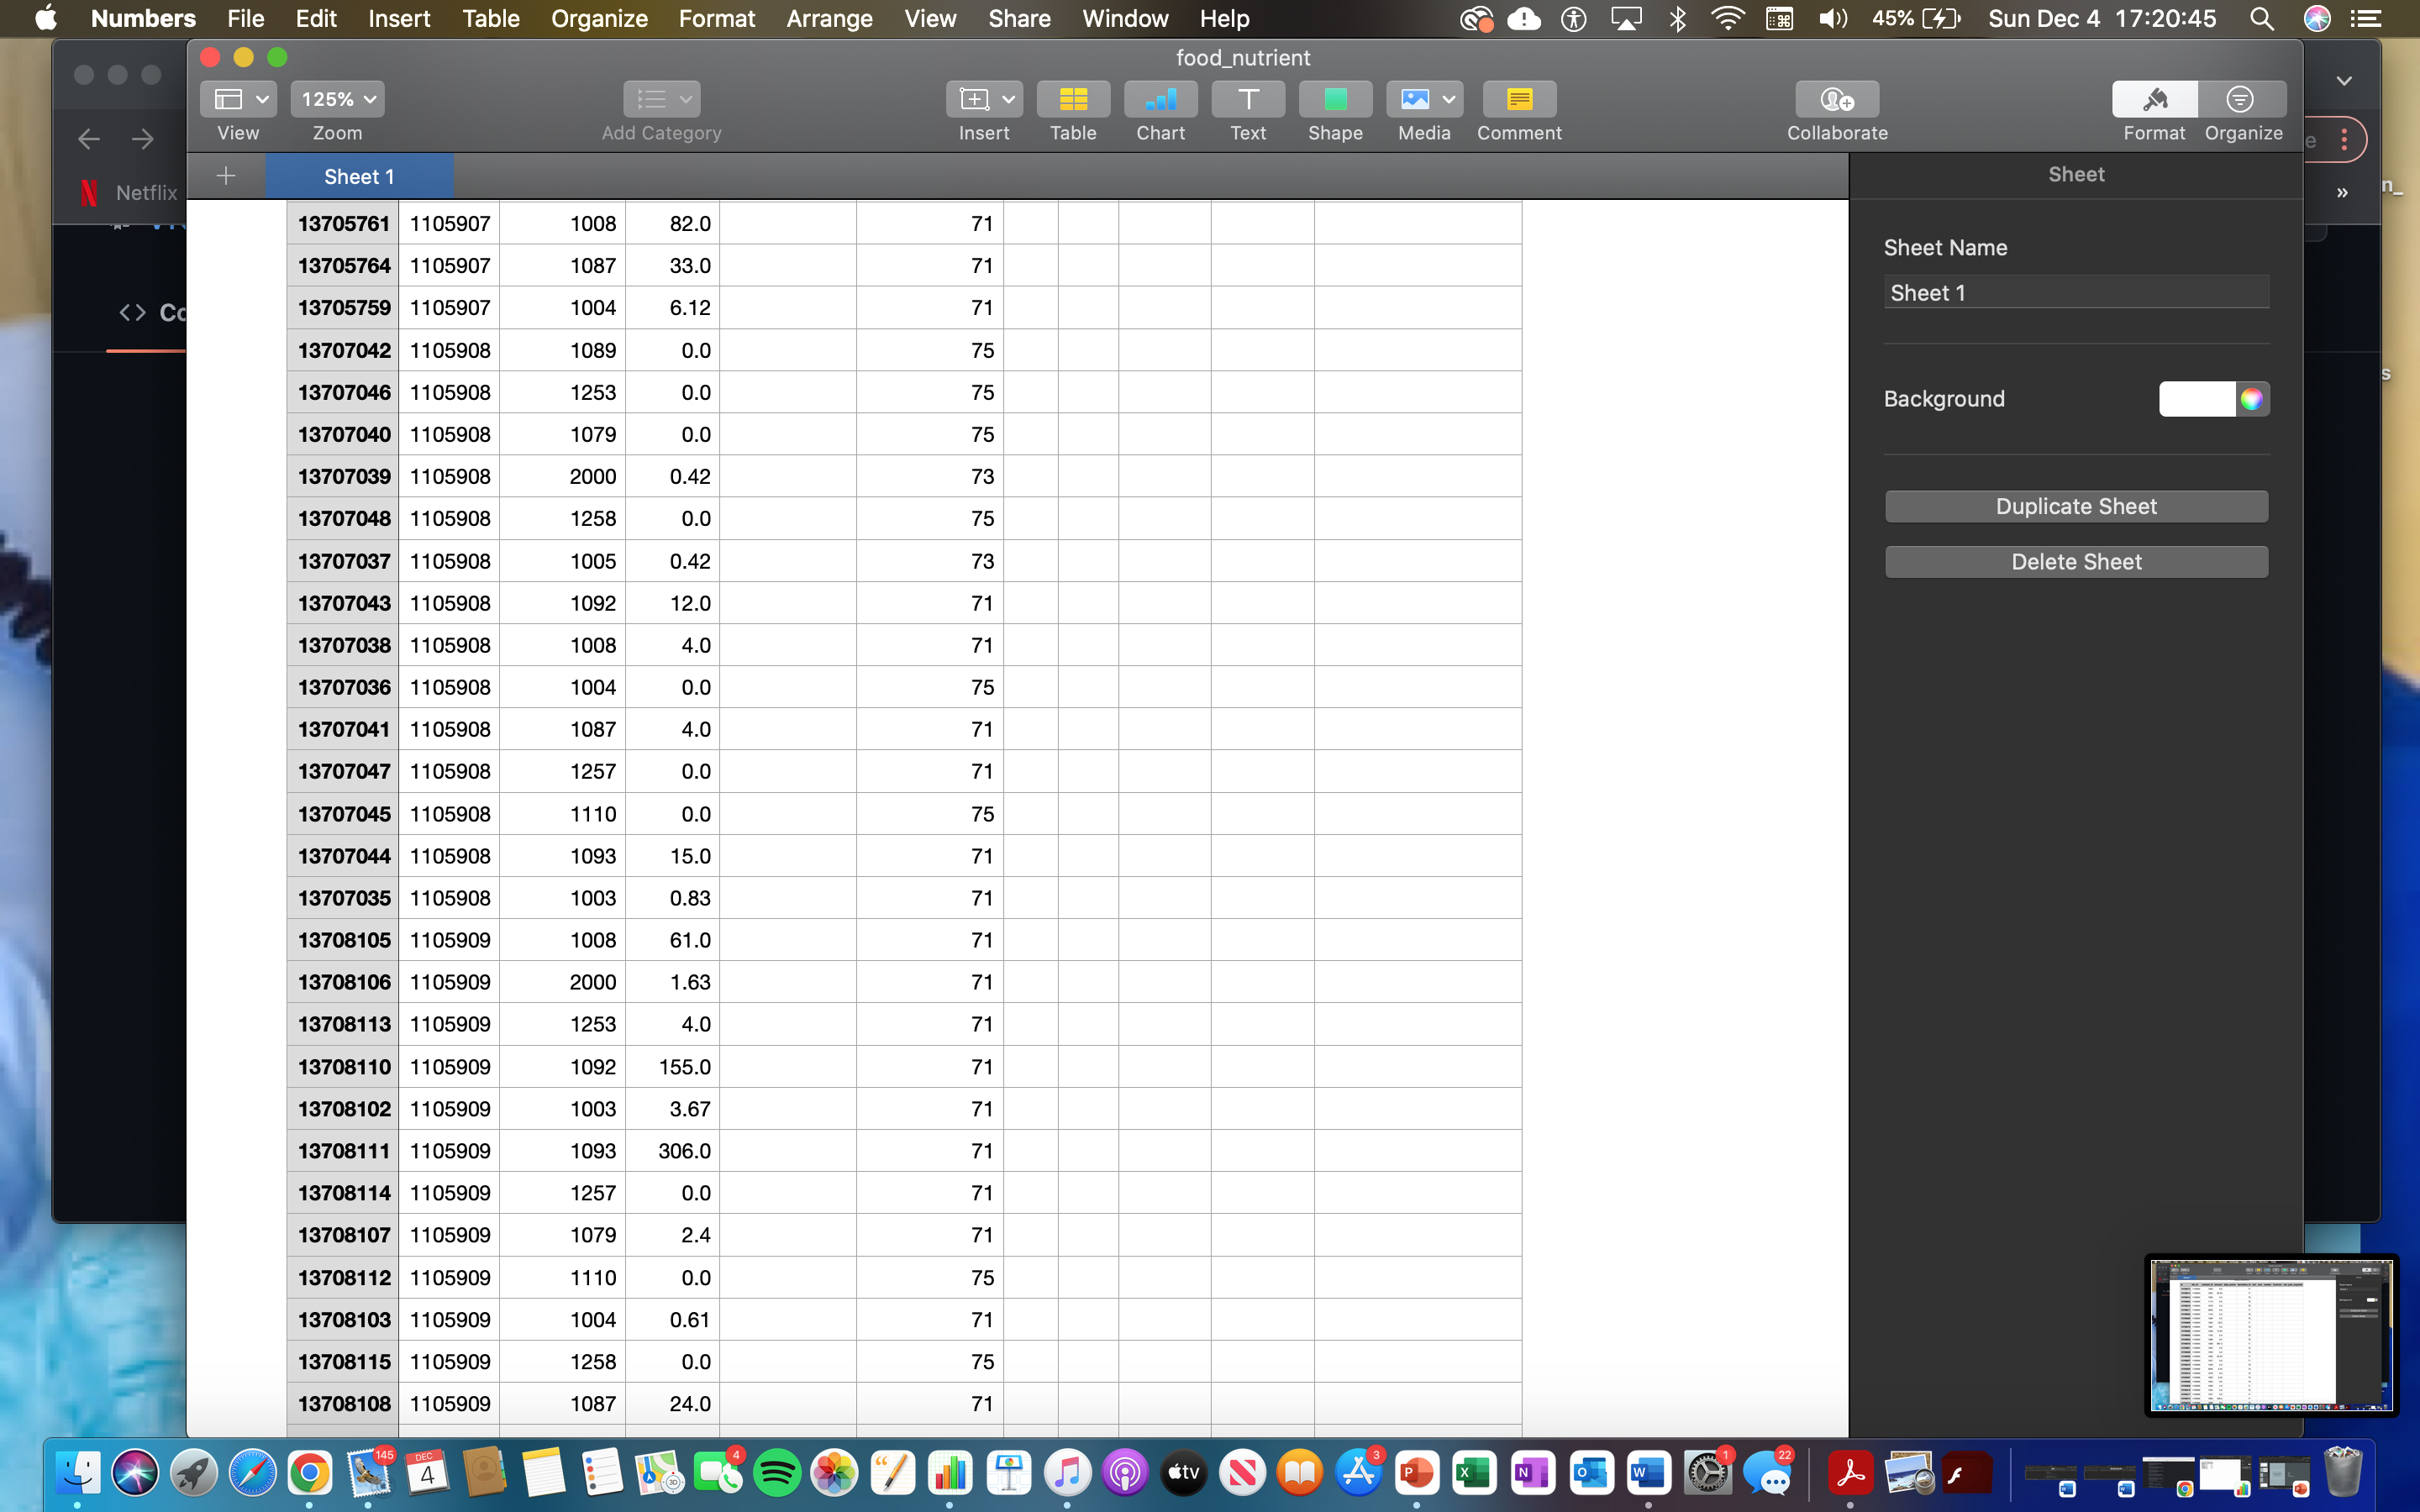 Numbers File Edit Insert Table Organize Format Arrange View Share Window Help 45% Sun Dec 4 17:20:45
food_nutrient
125%
View Zoom Add Category Insert Table Chart Text Shape Media Comment Collaborate Format Organize
Netflix
Sheet 1
Sheet
Sheet Name
Sheet 1
Background
Duplicate Sheet
Delete Sheet
13705761 1105907 1008 82.0 71
13705764 1105907 1087 33.0 71
13705759 1105907 1004 6.12 71
13707042 1105908 1089 0.0 75
13707046 1105908 1253 0.0 75
13707040 1105908 1079 0.0 75
13707039 1105908 2000 0.42 73
13707048 1105908 1258 0.0 75
13707037 1105908 1005 0.42 73
13707043 1105908 1092 12.0 71
13707038 1105908 1008 4.0 71
13707036 1105908 1004 0.0 75
13707041 1105908 1087 4.0 71
13707047 1105908 1257 0.0 71
13707045 1105908 1110 0.0 75
13707044 1105908 1093 15.0 71
13707035 1105908 1003 0.83 71
13708105 1105909 1008 61.0 71
13708106 1105909 2000 1.63 71
13708113 1105909 1253 4.0 71
13708110 1105909 1092 155.0 71
13708102 1105909 1003 3.67 71
13708111 1105909 1093 306.0 71
13708114 1105909 1257 0.0 71
13708107 1105909 1079 2.4 71
13708112 1105909 1110 0.0 75
13708103 1105909 1004 0.61 71
13708115 1105909 1258 0.0 75
13708108 1105909 1087 24.0 71
145 DEC 4 4 tv 3 1 22